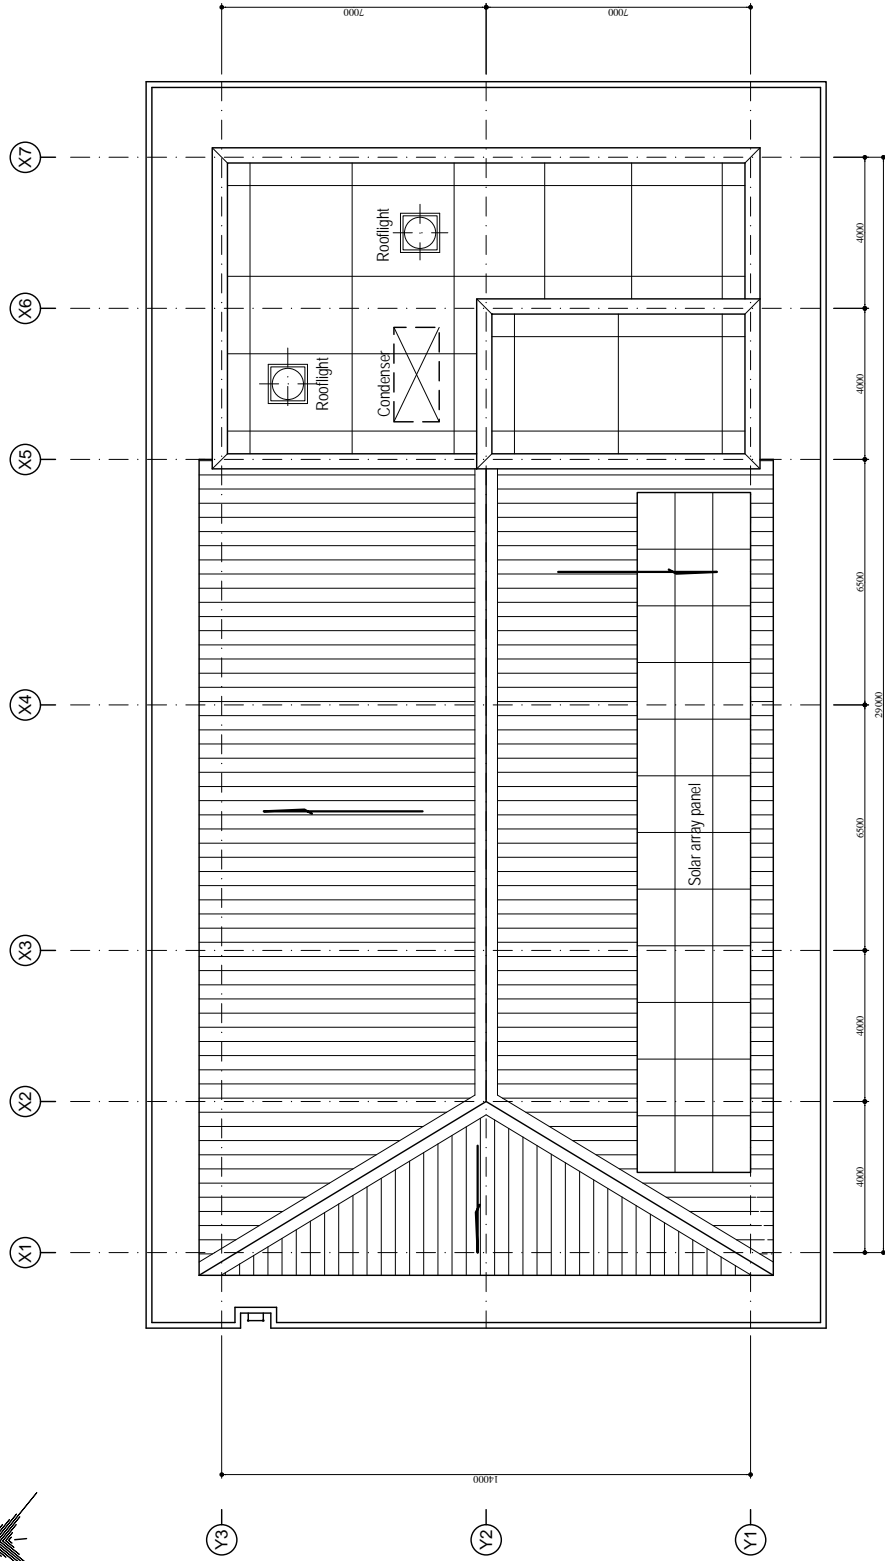 X1
X2
X3
X4
X5
X6
X7
Y3
Y2
Y1
7000
7000
14000
Rooflight
Rooflight
Condenser
Solar array panel
4000
4000
6500
6500
4000
4000
29000